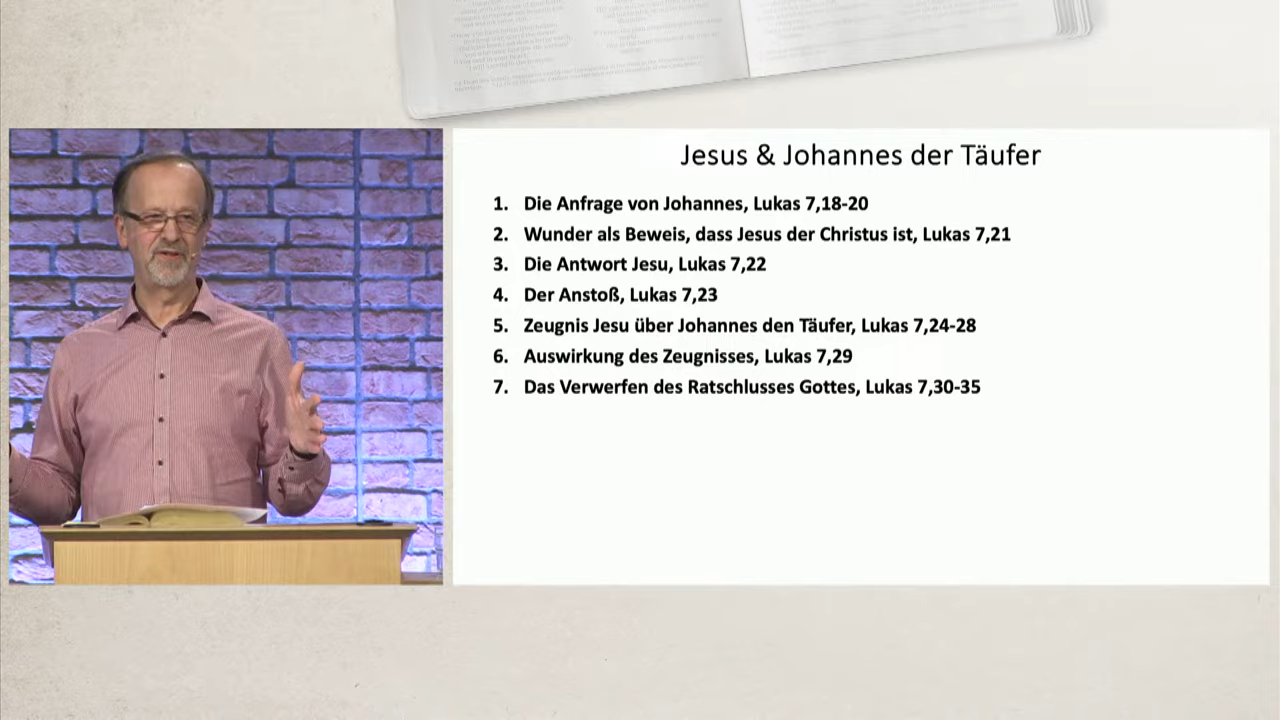 Jesus & Johannes der Täufer
1. Die Anfrage von Johannes, Lukas 7,18-20
2. Wunder als Beweis, dass Jesus der Christus ist, Lukas 7,21
3. Die Antwort Jesu, Lukas 7,22
4. Der Anstoß, Lukas 7,23
5. Zeugnis Jesu über Johannes den Täufer, Lukas 7,24-28
6. Auswirkung des Zeugnisses, Lukas 7,29
7. Das Verwerfen des Ratschlusses Gottes, Lukas 7,30-35